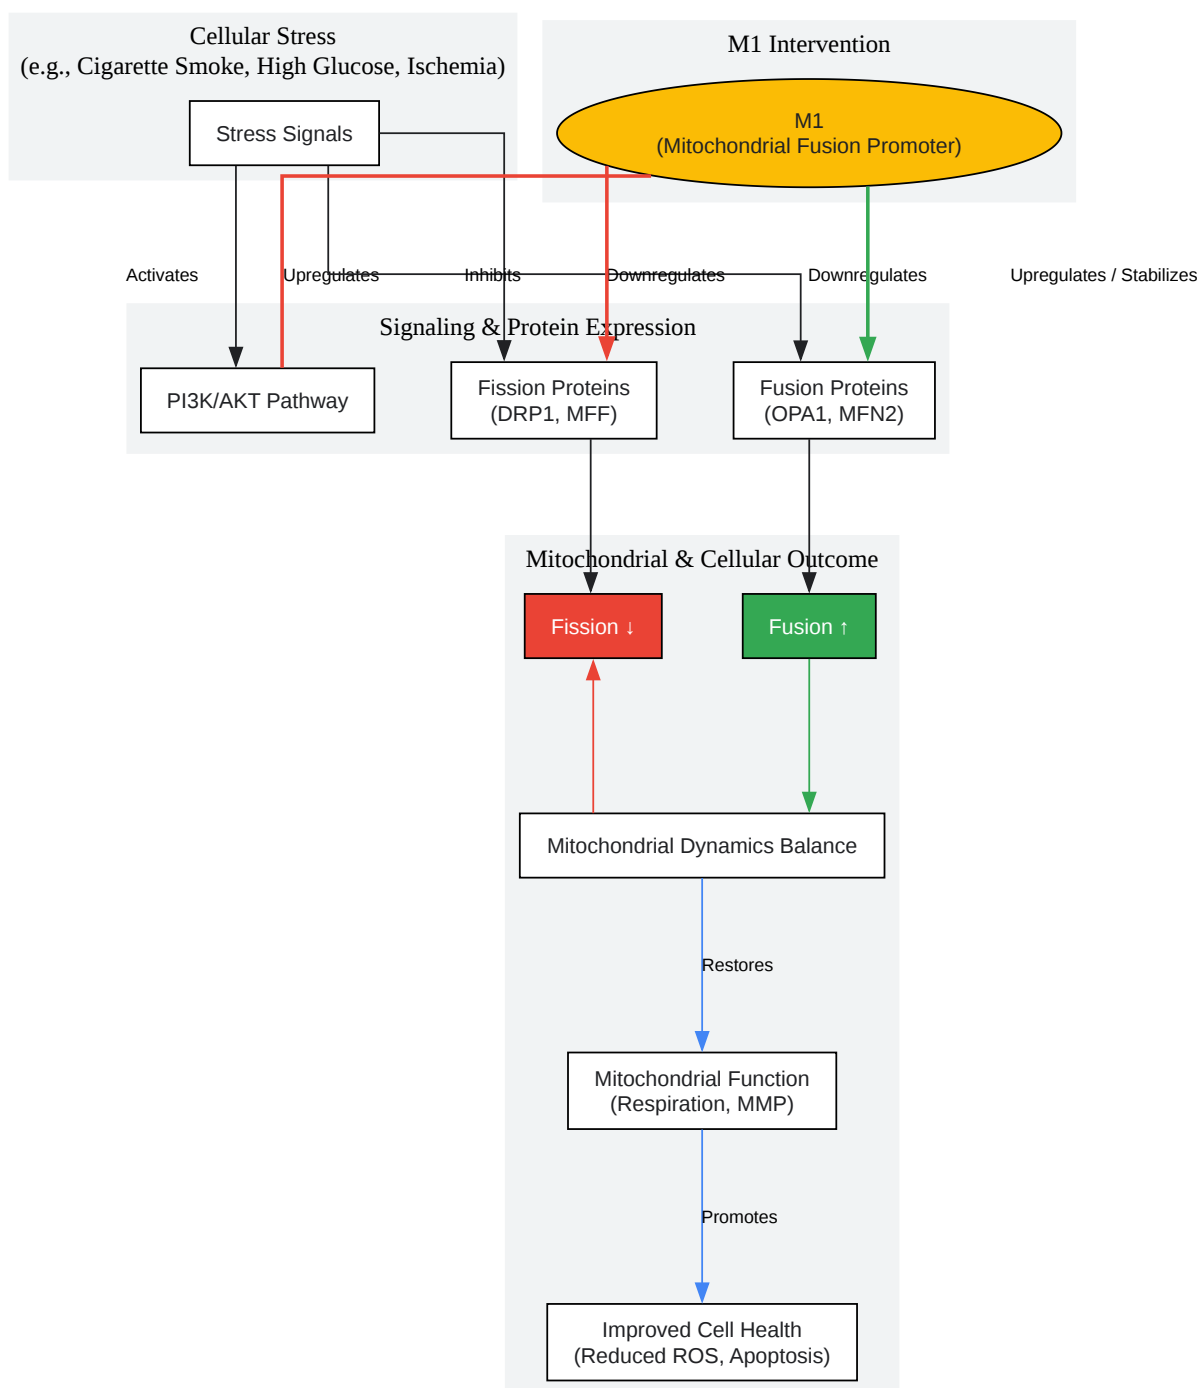 Cellular Stress
(e.g., Cigarette Smoke, High Glucose, Ischemia)
M1 Intervention
Stress Signals
M1
(Mitochondrial Fusion Promoter)
Activates
Upregulates
Inhibits
Downregulates
Downregulates
Upregulates / Stabilizes
Signaling & Protein Expression
PI3K/AKT Pathway
Fission Proteins
(DRP1, MFF)
Fusion Proteins
(OPA1, MFN2)
Mitochondrial & Cellular Outcome
Fission ↓
Fusion ↑
Mitochondrial Dynamics Balance
Restores
Mitochondrial Function
(Respiration, MMP)
Promotes
Improved Cell Health
(Reduced ROS, Apoptosis)